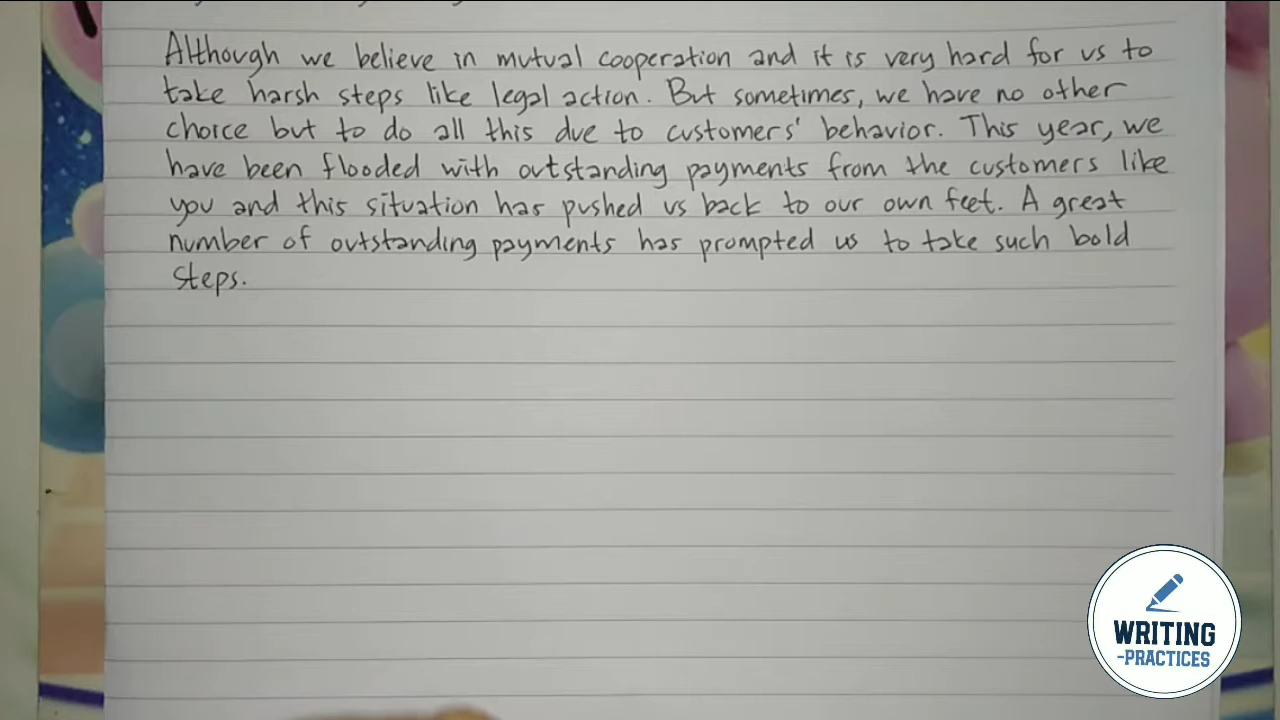 Although we believe in mutual cooperation and it is very hard for us to
take harsh steps like legal action. But sometimes, we have no other
choice but to do all this due to customers' behavior. This year, we
have been flooded with outstanding payments from the customers like
you and this situation has pushed us back to our own feet. A great
number of outstanding payments has prompted us to take such bold
steps.
WRITING
-PRACTICES